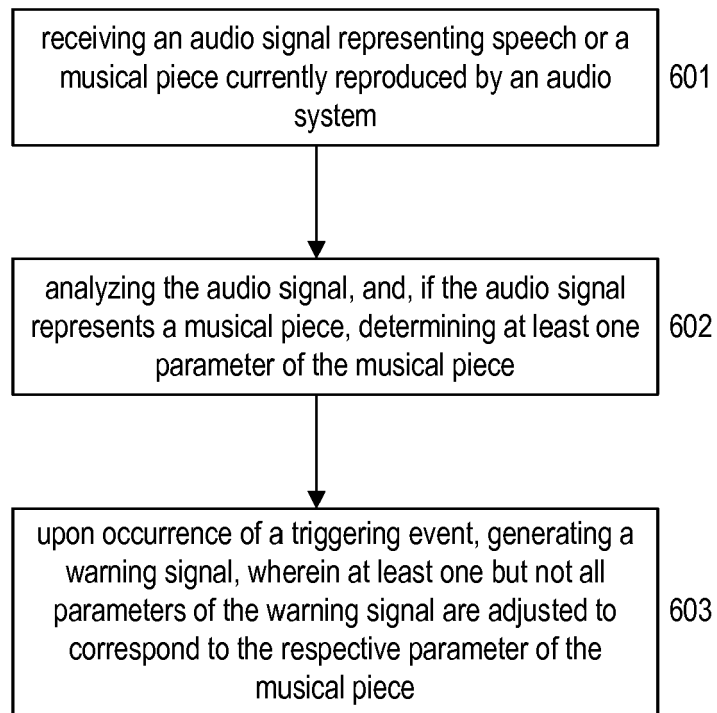 receiving an audio signal representing speech or a
musical piece currently reproduced by an audio
system
601
analyzing the audio signal, and, if the audio signal
represents a musical piece, determining at least one
parameter of the musical piece
602
upon occurrence of a triggering event, generating a
warning signal, wherein at least one but not all
parameters of the warning signal are adjusted to
correspond to the respective parameter of the
musical piece
603